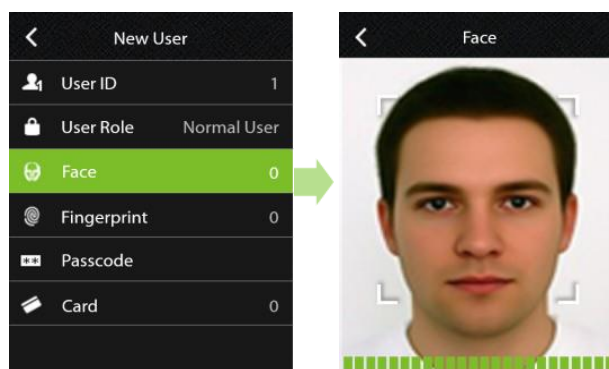 New User
User ID 1
User Role Normal User
Face 0
Fingerprint 0
** Passcode
Card 0
Face